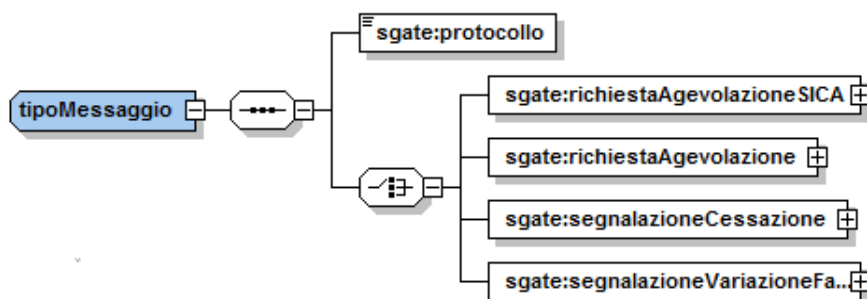 sgate:protocollo
tipoMessaggio
sgate:richiestaAgevolazioneSICA
sgate:richiestaAgevolazione
sgate:segnalazioneCessazione
sgate:segnalazioneVariazioneFa...